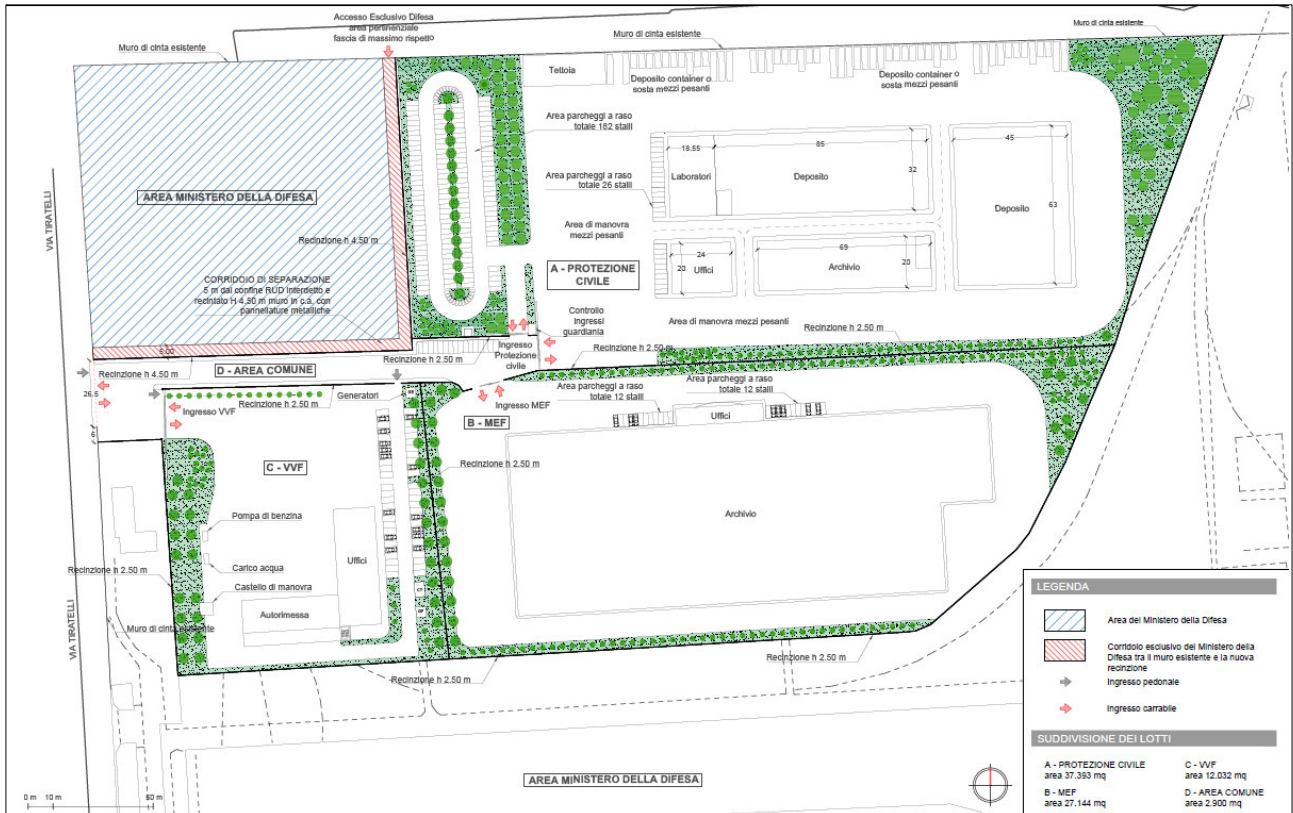 Accesso Esclusivo Difesa
area pertinenziale
fascia di massimo rispetto
Muro di cinta esistente
Muro di cinta esistente
Muro di cinta esistente
Tettoia
Deposito container o
sosta mezzi pesanti
Deposito container o
sosta mezzi pesanti
Area parcheggi a raso
totale 182 stalli
18.55
85
45
32
Laboratori
Deposito
Area parcheggi a raso
totale 26 stalli
AREA MINISTERO DELLA DIFESA
VIA TIRATELLI
Deposito
63
Area di manovra
mezzi pesanti
Recinzione h 4.50 m
24
20
Uffici
69
Archivio
20
A - PROTEZIONE
CIVILE
CORRIDOIO DI SEPARAZIONE
5 m dal confine RUD interdetto e
recintato H 4.50 m muro in c.a. con
pannellature metalliche
Controllo
ingressi
guardiania
Area di manovra mezzi pesanti
Recinzione h 2.50 m
Recinzione h 2.50 m
Ingresso
Protezione
civile
Recinzione h 2.50 m
5.00
Recinzione h 4.50 m
D - AREA COMUNE
26.5
6
Ingresso VVF
Recinzione h 2.50 m
Generatori
Area parcheggi a raso
totale 12 stalli
Area parcheggi a raso
totale 12 stalli
Ingresso MEF
Uffici
B - MEF
C - VVF
Recinzione h 2.50 m
Pompa di benzina
Archivio
Uffici
Carico acqua
Recinzione h 2.50 m
Castello di manovra
Autorimessa
VIA TIRATELLI
Muro di cinta esistente
Recinzione h 2.50 m
Recinzione h 2.50 m
AREA MINISTERO DELLA DIFESA
0 m 10 m 50 m
LEGENDA
Area del Ministero della Difesa
Corridoio esclusivo del Ministero della
Difesa tra il muro esistente e la nuova
recinzione
Ingresso pedonale
Ingresso carrabile
SUDDIVISIONE DEI LOTTI
A - PROTEZIONE CIVILE
area 37.393 mq
C - VVF
area 12.032 mq
B - MEF
area 27.144 mq
D - AREA COMUNE
area 2.900 mq